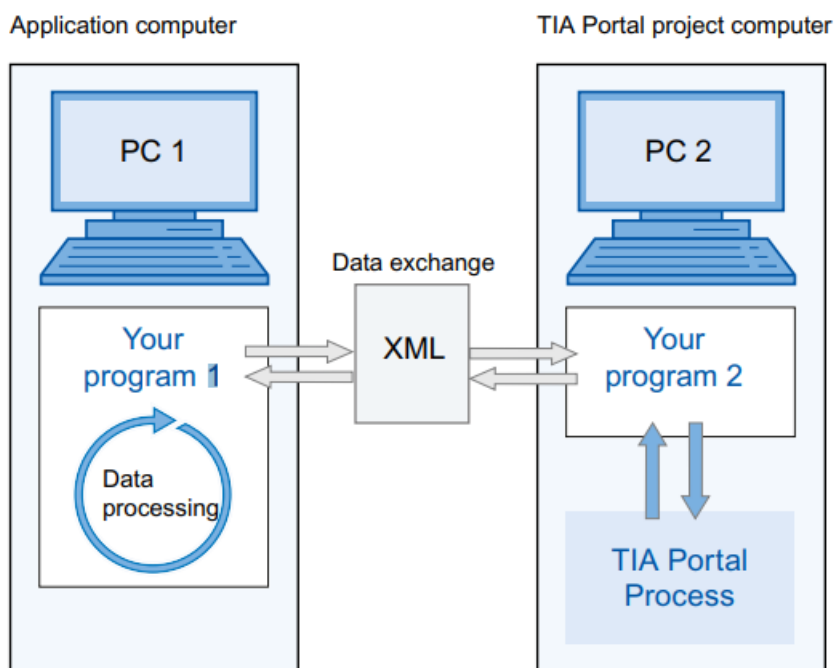 Application computer
TIA Portal project computer
PC 1
PC 2
Data exchange
XML
Your
program 1
Your
program 2
Data
processing
TIA Portal
Process